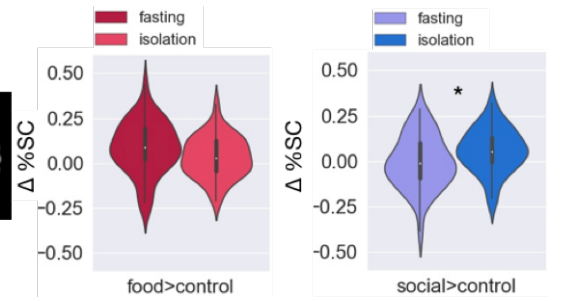 fasting
isolation
0.50
0.25
0.00
−0.25
−0.50
Δ %SC
food>control
fasting
isolation
*
0.50
0.25
0.00
−0.25
−0.50
Δ %SC
social>control